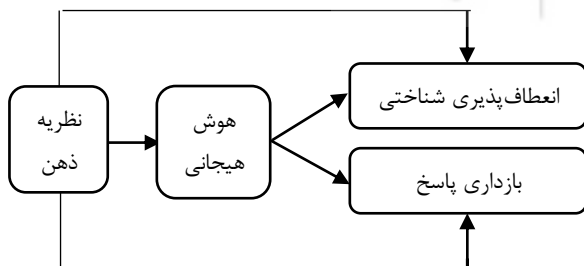 نظریه
ذهن
هوش
هیجانی
انعطاف‌پذیری شناختی
بازداری پاسخ